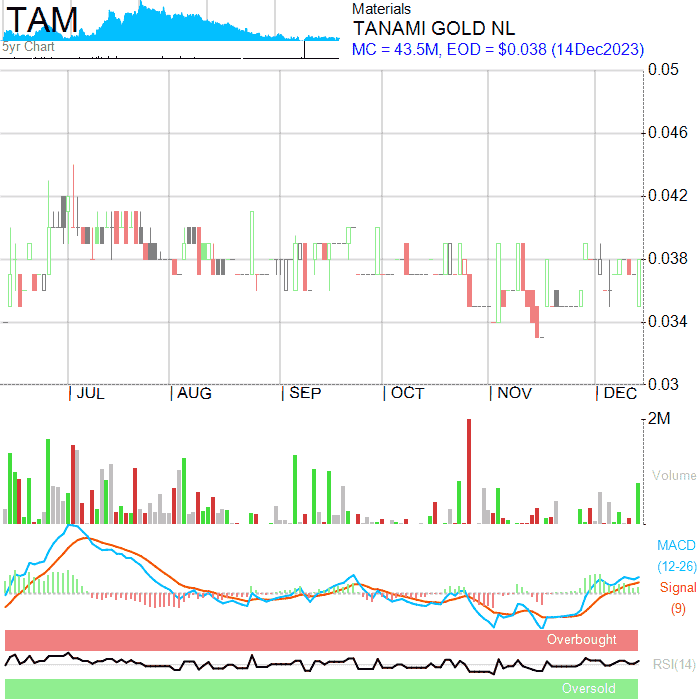 TAM
5yr Chart
Materials
TANAMI GOLD NL
MC = 43.5M, EOD = $0.038 (14Dec2023)
0.05
0.046
0.042
0.038
0.034
0.03
JUL AUG SEP OCT NOV DEC
2M
Volume
MACD
(12-26)
Signal
(9)
Overbought
RSI(14)
Oversold